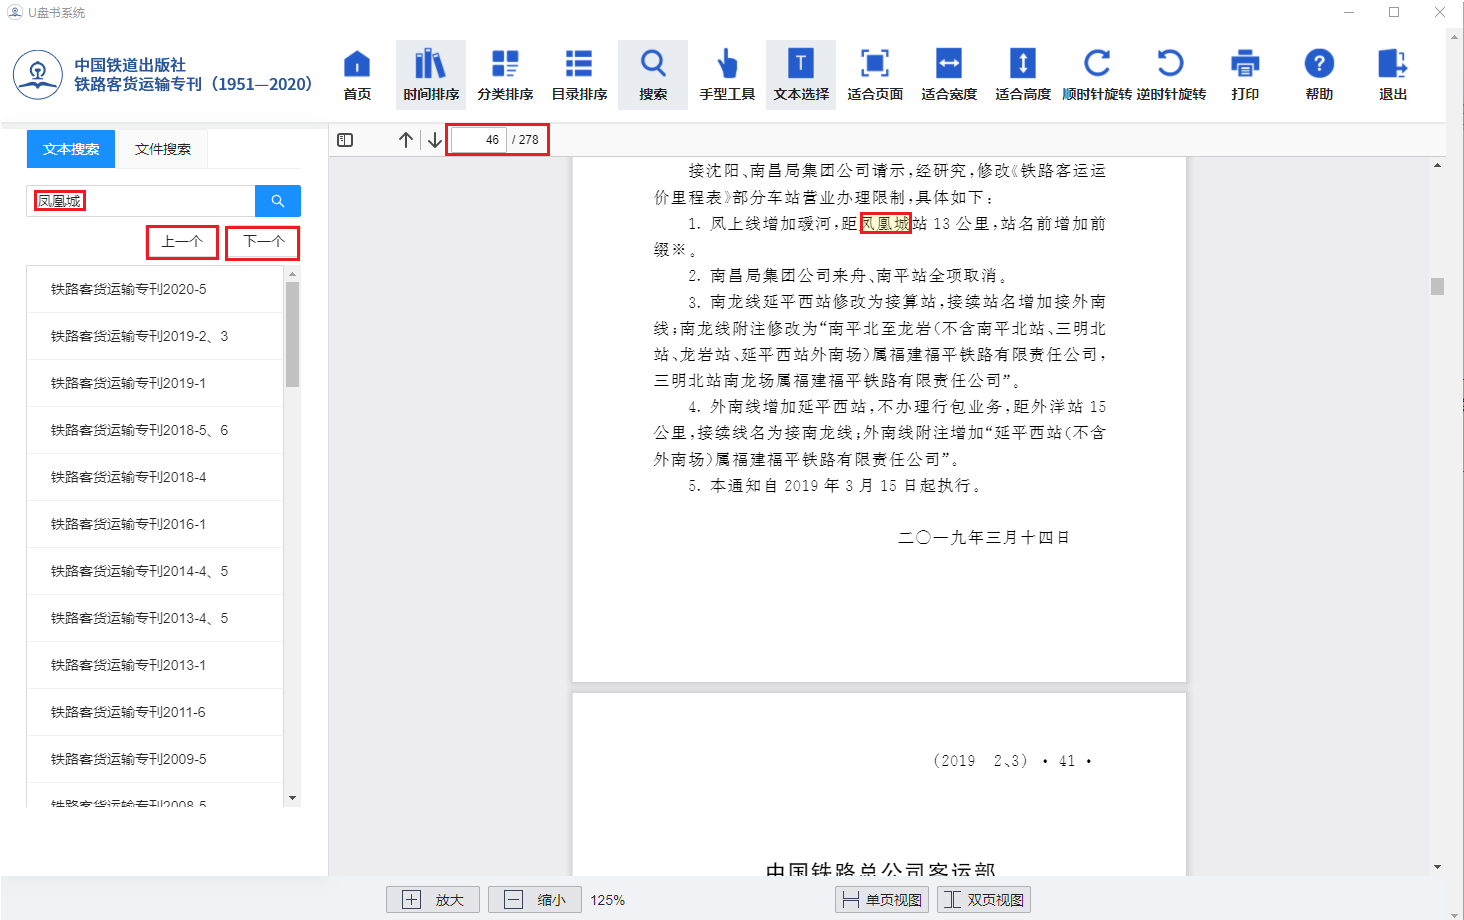 U盘书系统
中国铁道出版社
铁路客货运输专刊（1951—2020）
首页 时间排序 分类排序 目录排序 搜索 手型工具 文本选择 适合页面 适合宽度 适合高度 顺时针旋转 逆时针旋转 打印 帮助 退出
文本搜索 文件搜索
46 / 278
凤凰城
上一个 下一个
铁路客货运输专刊2020-5
铁路客货运输专刊2019-2、3
铁路客货运输专刊2019-1
铁路客货运输专刊2018-5、6
铁路客货运输专刊2018-4
铁路客货运输专刊2016-1
铁路客货运输专刊2014-4、5
铁路客货运输专刊2013-4、5
铁路客货运输专刊2013-1
铁路客货运输专刊2011-6
铁路客货运输专刊2009-5
铁路客货运输专刊2008-5
接沈阳、南昌局集团公司请示，经研究，修改《铁路客运运
价里程表》部分车站营业办理限制，具体如下：
1. 凤上线增加瑷河，距凤凰城站 13 公里，站名前增加前
缀※。
2. 南昌局集团公司来舟、南平站全项取消。
3. 南龙线延平西站修改为接算站，接续站名增加接外南
线；南龙线附注修改为“南平北至龙岩（不含南平北站、三明北
站、龙岩站、延平西站外南场）属福建福平铁路有限责任公司，
三明北站南龙场属福建福平铁路有限责任公司”。
4. 外南线增加延平西站，不办理行包业务，距外洋站 15
公里，接续线名为接南龙线；外南线附注增加“延平西站（不含
外南场）属福建福平铁路有限责任公司”。
5. 本通知自 2019 年 3 月 15 日起执行。
二〇一九年三月十四日
（2019 2、3） • 41 •
中国铁路总公司客运部
放大 缩小 125% 单页视图 双页视图